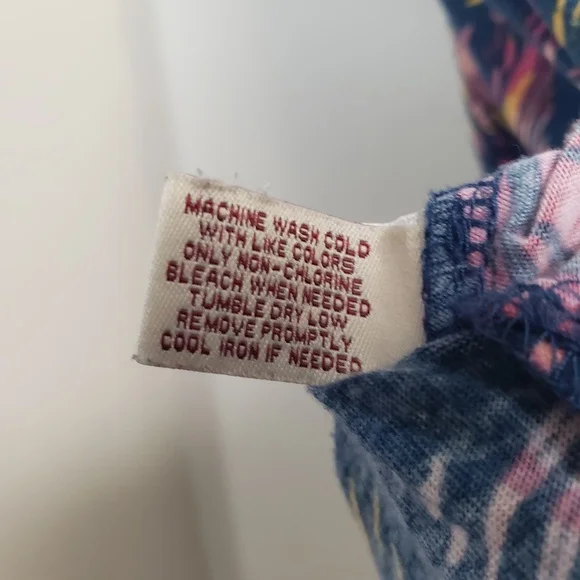 MACHINE WASH COLD
WITH LIKE COLORS
ONLY NON-CHLORINE
BLEACH WHEN NEEDED
TUMBLE DRY LOW
REMOVE PROMPTLY
COOL IRON IF NEEDED